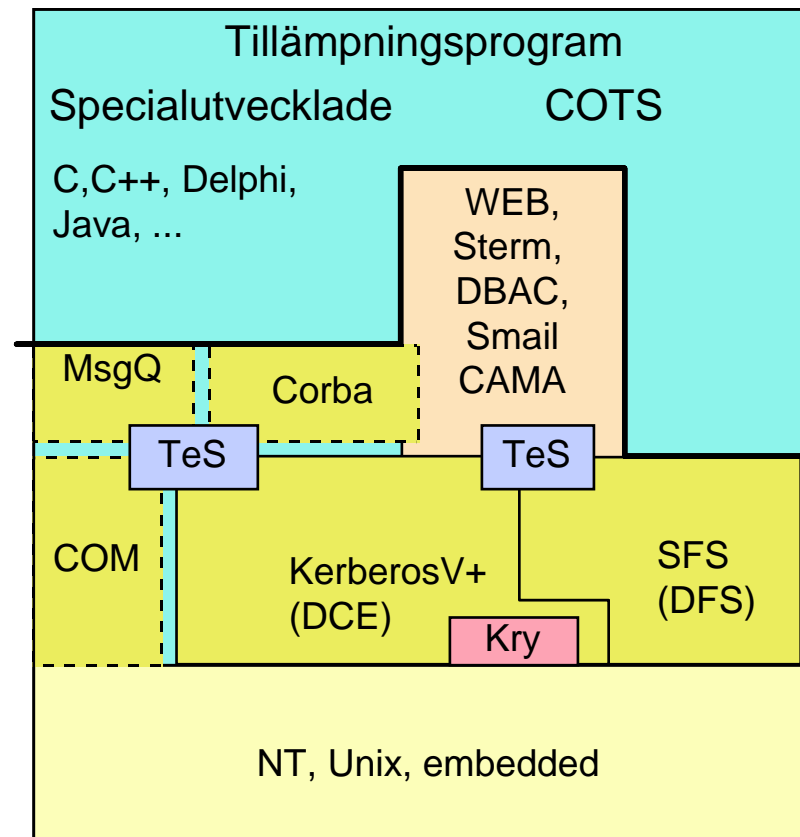 Tillämpningsprogram
Specialutvecklade COTS
C,C++, Delphi,
Java, ...
WEB,
Sterm,
DBAC,
Smail
CAMA
MsgQ
Corba
TeS
TeS
COM
KerberosV+
(DCE)
SFS
(DFS)
Kry
NT, Unix, embedded